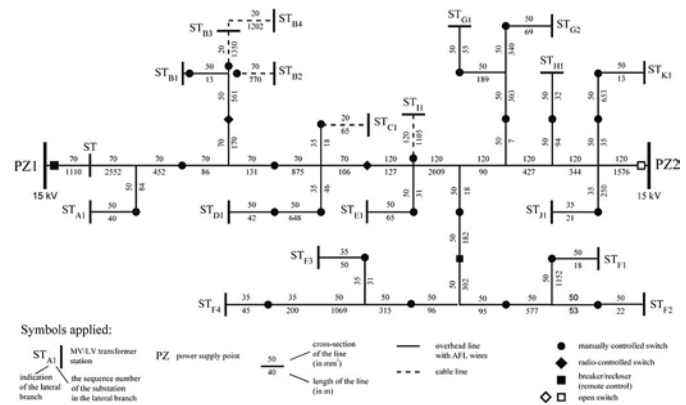 ST_B4
20
1202
ST_B3
20
1350
ST_B1
50
13
70
770
ST_B2
50
561
70
170
ST_G1
50
55
50
189
50
340
50
69
ST_G2
50
303
50
7
ST_H1
50
32
50
94
50
13
ST_K1
50
653
50
35
20
65
ST_C1
35
18
ST_I1
120
1105
PZ1
15 kV
70
1110
ST
70
2552
70
452
70
86
70
131
70
875
70
106
120
127
120
2009
120
90
120
427
120
344
120
1576
PZ2
15 kV
50
84
ST_A1
50
40
ST_D1
50
42
50
648
35
46
ST_E1
50
65
50
31
50
18
50
182
50
302
35
250
ST_J1
35
21
ST_F3
35
50
35
31
50
18
ST_F1
50
1152
ST_F4
35
45
35
200
50
1069
50
315
50
96
50
95
50
577
50
53
50
22
ST_F2
Symbols applied:
ST_A1
MV/LV transformer
station
indication
of the lateral
branch
the sequence number
of the substation
in the lateral branch
PZ power supply point
50
40
cross-section
of the line
(in mm²)
length of the line
(in m)
overhead line
with AFL wires
cable line
manually controlled switch
radio-controlled switch
breaker/recloser
(remote control)
open switch